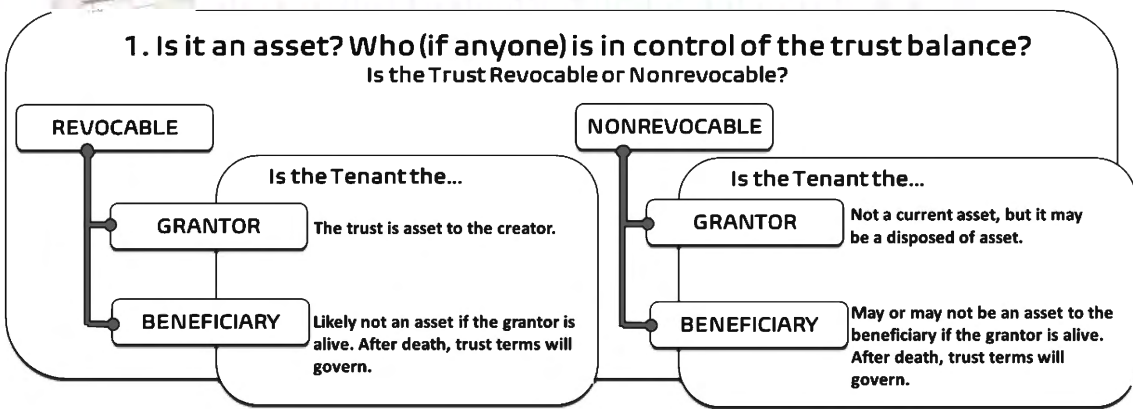 1. Is it an asset? Who (if anyone) is in control of the trust balance?
Is the Trust Revocable or Nonrevocable?
REVOCABLE
Is the Tenant the...
GRANTOR
The trust is asset to the creator.
BENEFICIARY
Likely not an asset if the grantor is
alive. After death, trust terms will
govern.
NONREVOCABLE
Is the Tenant the...
GRANTOR
Not a current asset, but it may
be a disposed of asset.
BENEFICIARY
May or may not be an asset to the
beneficiary if the grantor is alive.
After death, trust terms will
govern.